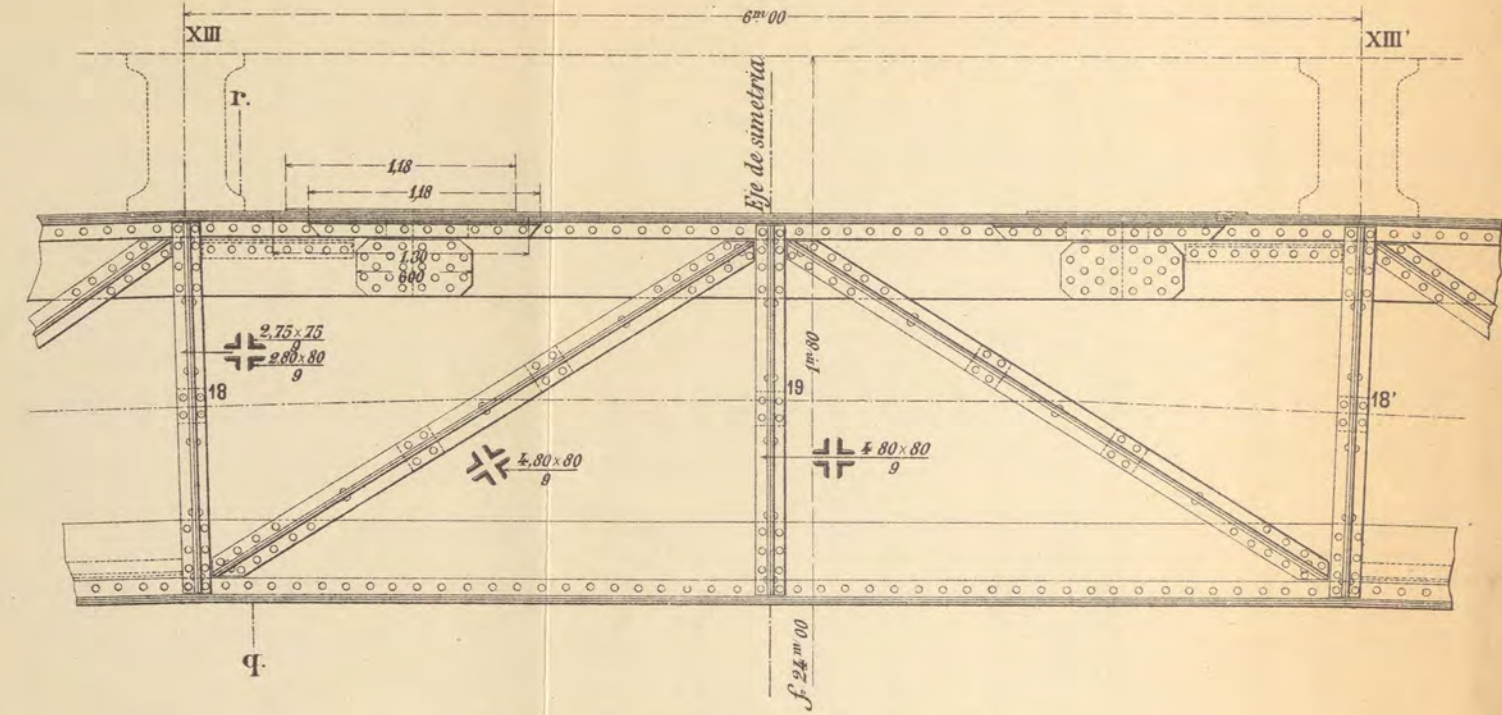 6ᵐ00
XIII
XIII'
r.
Eje de simetria
1,18
1,18
1,30
600
1ᵐ80
2,75 × 75
9
2.80 × 80
9
18
19
18'
4,80 × 80
9
4 80 × 80
9
q.
f: 24ᵐ00